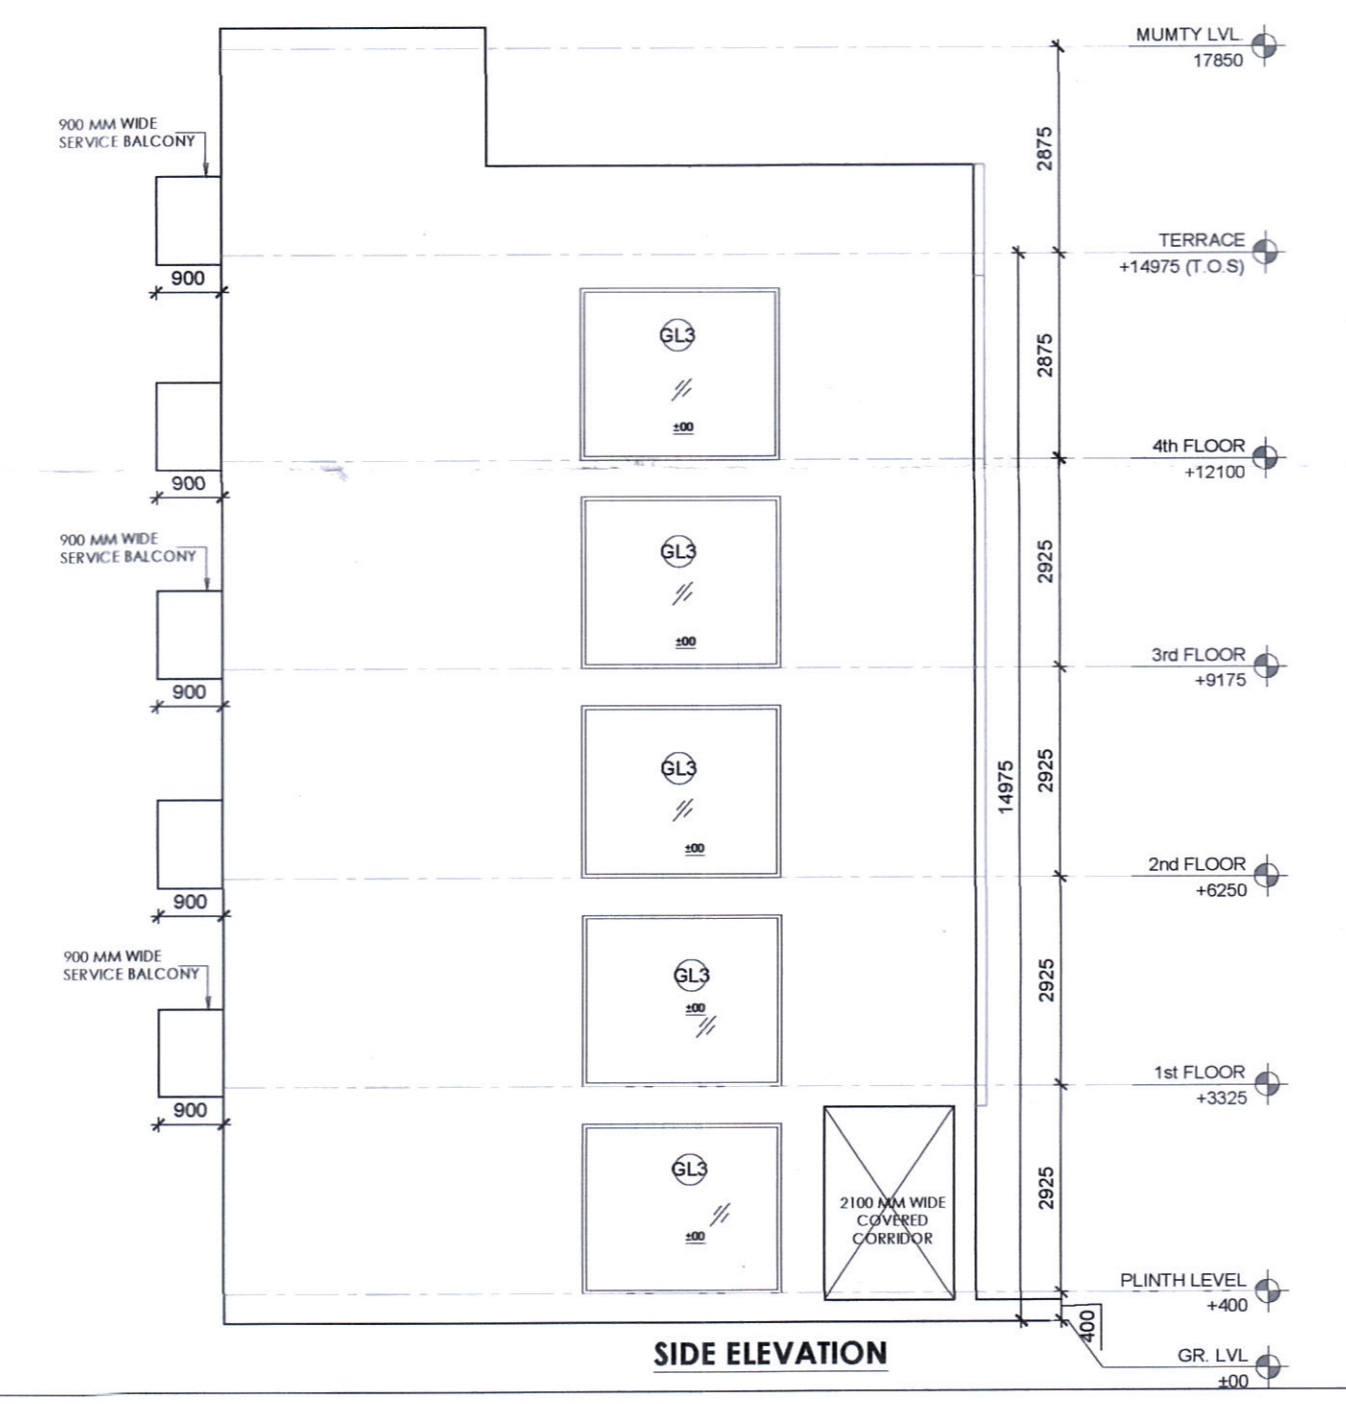 MUMTY LVL.
17850
900 MM WIDE
SERVICE BALCONY
2875
TERRACE
+14975 (T.O.S)
900
GL3
2875
±00
4th FLOOR
+12100
900
900 MM WIDE
SERVICE BALCONY
GL3
2925
±00
3rd FLOOR
+9175
900
GL3
14975
2925
±00
2nd FLOOR
+6250
900
900 MM WIDE
SERVICE BALCONY
GL3
±00
2925
1st FLOOR
+3325
900
GL3
2925
±00
2100 MM WIDE
COVERED
CORRIDOR
PLINTH LEVEL
+400
400
SIDE ELEVATION
GR. LVL
±00